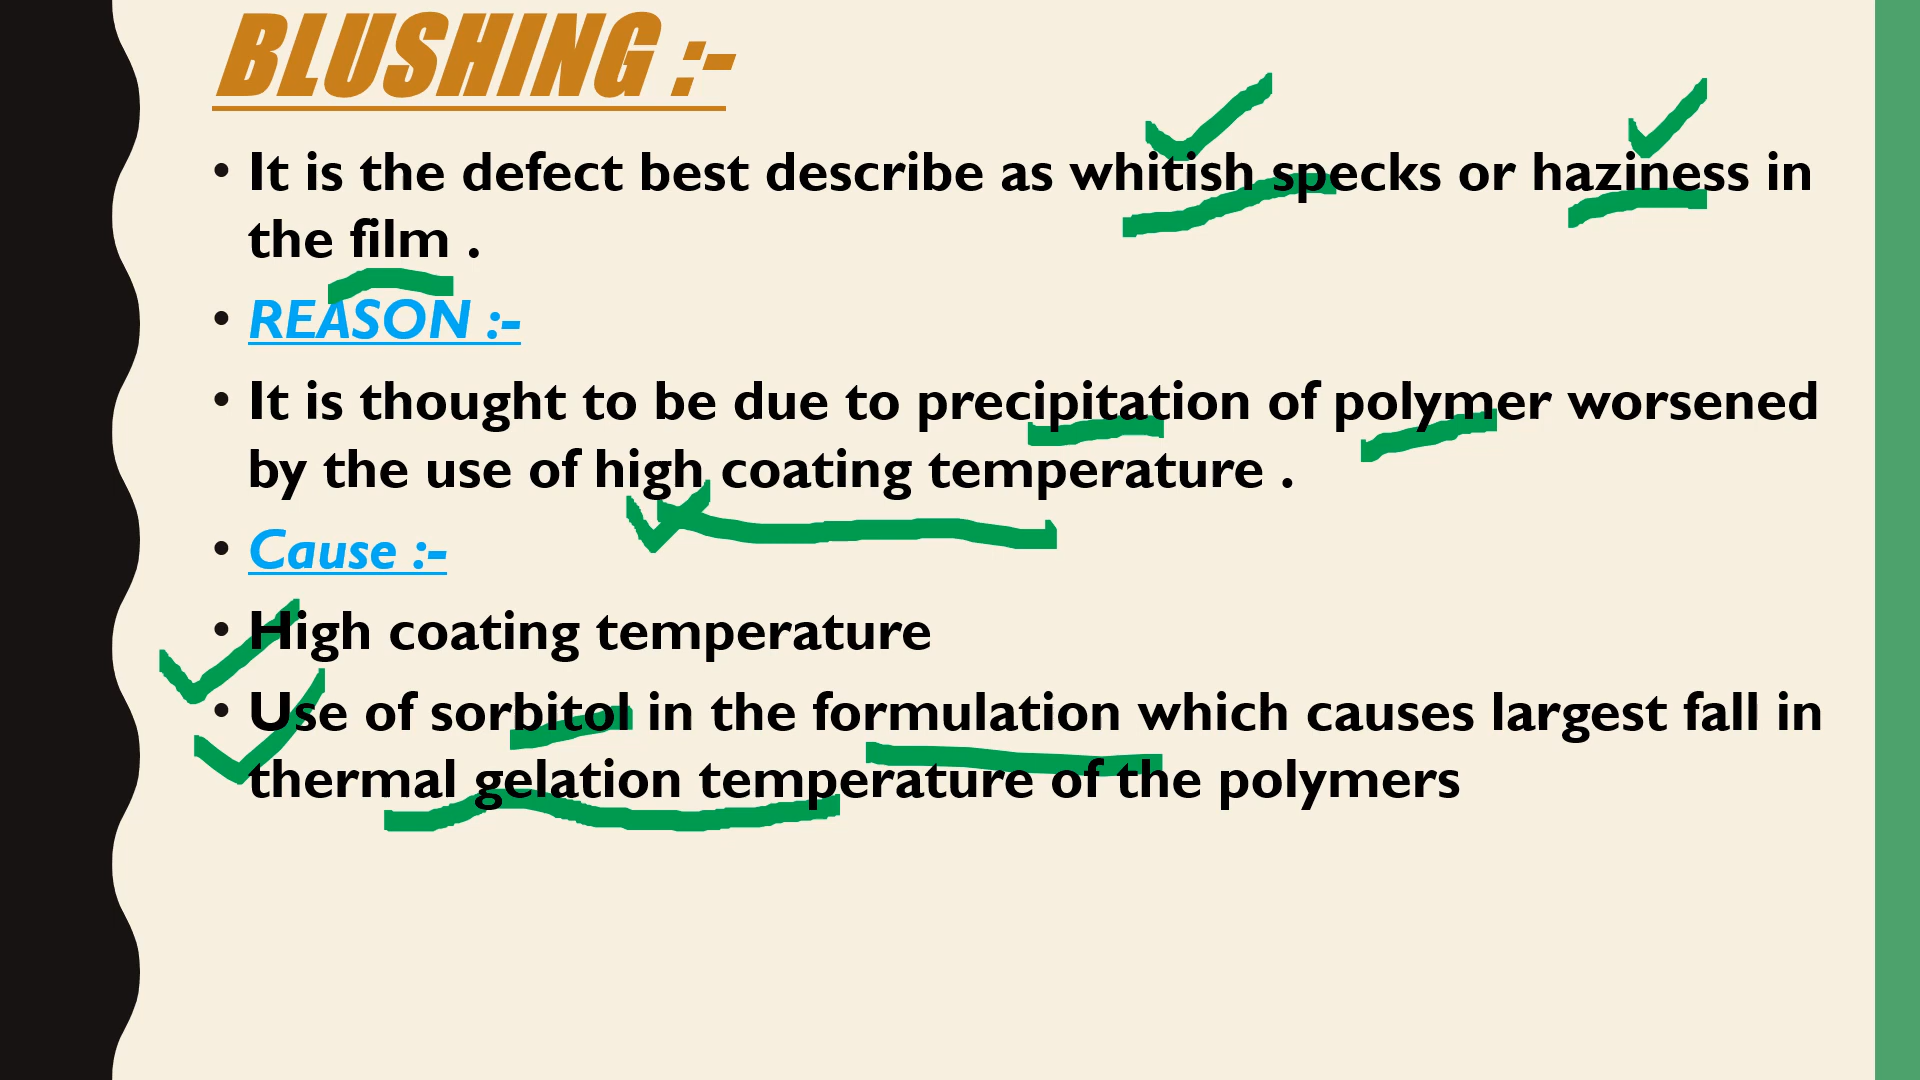 BLUSHING :-
• It is the defect best describe as whitish specks or haziness in
the film .
• REASON :-
• It is thought to be due to precipitation of polymer worsened
by the use of high coating temperature .
• Cause :-
• High coating temperature
• Use of sorbitol in the formulation which causes largest fall in
thermal gelation temperature of the polymers